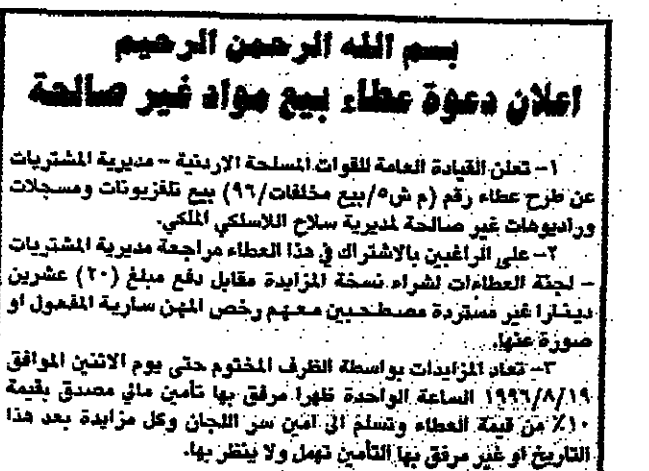 بسم الله الرحمن الرحيم
اعلان دعوة عطاء بيع مواد غير صالحة
١- تعلن القيادة العامة للقوات المسلحة الاردنية - مديرية المشتريات
عن طرح عطاء رقم (م ش٥/بيع مخلفات/٩٦) بيع تلفزيونات ومسجلات
وراديوهات غير صالحة لمديرية سلاح اللاسلكي الملكي.
٢- على الراغبين بالاشتراك في هذا العطاء مراجعة مديرية المشتريات
- لجنة العطاءات لشراء نسخة المزايدة مقابل دفع مبلغ (٢٠) عشرين
دينارا غير مستردة مصطحبين معهم رخص المهن سارية المفعول او
صورة عنها.
٣- تعاد المزايدات بواسطة الظرف المختوم حتى يوم الاثنين الموافق
١٩٩٦/٨/١٩ الساعة الواحدة ظهرا مرفق بها تأمين مالي مصدق بقيمة
١٠٪ من قيمة العطاء وتسلم الى امين سر اللجان وكل مزايدة بعد هذا
التاريخ او غير مرفق بها التأمين تهمل ولا ينظر بها.